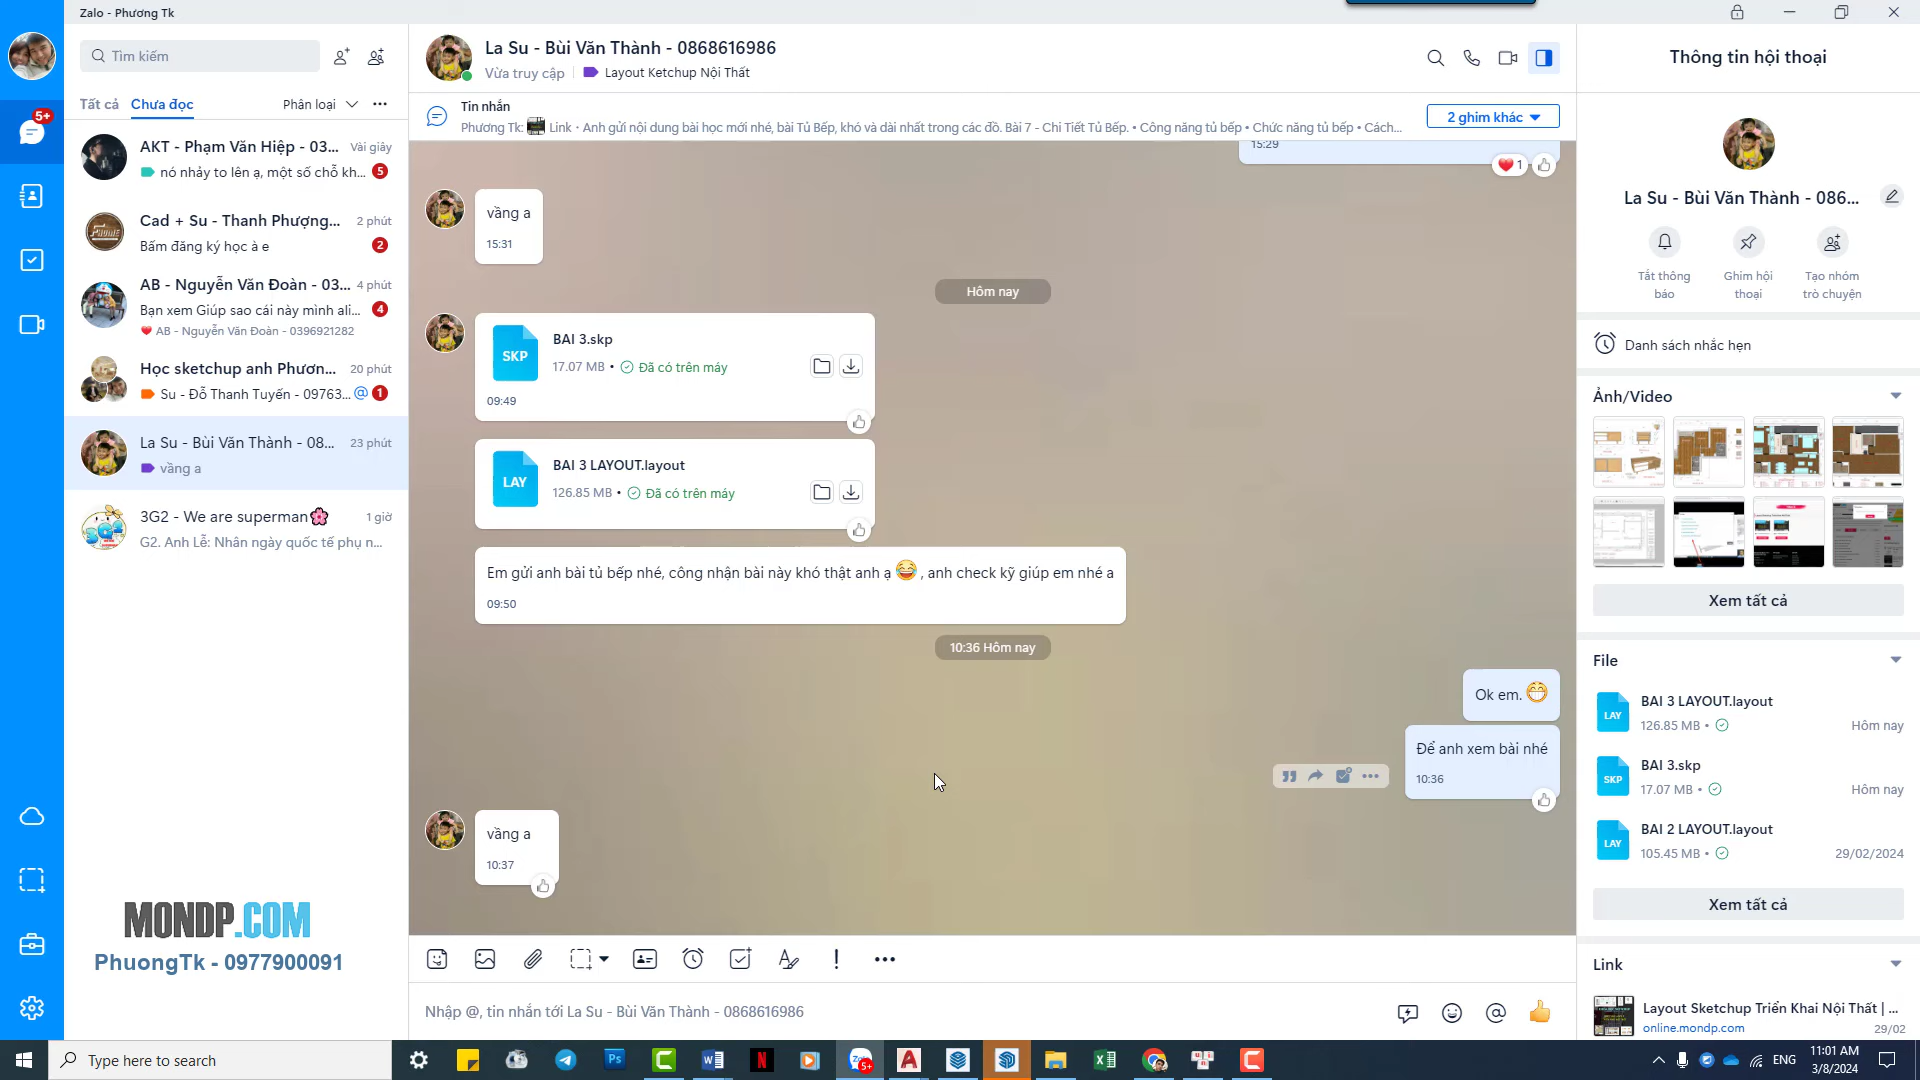 Zalo - Phương Tk
Tìm kiếm
Tất cả
Chưa đọc
Phân loại
5+
AKT - Phạm Văn Hiệp - 03...
Vài giây
nó nhảy to lên ạ, một số chỗ kh...
5
Cad + Su - Thanh Phượng...
2 phút
Bấm đăng ký học à e
2
AB - Nguyễn Văn Đoàn - 03...
4 phút
Bạn xem Giúp sao cái này mình ali...
4
AB - Nguyễn Văn Đoàn - 0396921282
Học sketchup anh Phươn...
20 phút
Su - Đỗ Thanh Tuyến - 09763...
@
1
La Su - Bùi Văn Thành - 08...
23 phút
vầng a
3G2 - We are superman
1 giờ
G2. Anh Lễ: Nhân ngày quốc tế phụ n...
MONDP.COM
PhuongTk - 0977900091
La Su - Bùi Văn Thành - 0868616986
Vừa truy cập
Layout Ketchup Nội Thất
Tin nhắn
Phương Tk: Link · Anh gửi nội dung bài học mới nhé, bài Tủ Bếp, khó và dài nhất trong các đồ. Bài 7 - Chi Tiết Tủ Bếp. • Công năng tủ bếp • Chức năng tủ bếp • Cách...
2 ghim khác
15:29
1
vầng a
15:31
Hôm nay
SKP
BAI 3.skp
17.07 MB • Đã có trên máy
09:49
LAY
BAI 3 LAYOUT.layout
126.85 MB • Đã có trên máy
Em gửi anh bài tủ bếp nhé, công nhận bài này khó thật anh ạ 😂 , anh check kỹ giúp em nhé a
09:50
10:36 Hôm nay
Ok em. 😁
Để anh xem bài nhé
10:36
vầng a
10:37
Nhập @, tin nhắn tới La Su - Bùi Văn Thành - 0868616986
Thông tin hội thoại
La Su - Bùi Văn Thành - 086...
Tắt thông báo
Ghim hội thoại
Tạo nhóm trò chuyện
Danh sách nhắc hẹn
Ảnh/Video
Xem tất cả
File
LAY
BAI 3 LAYOUT.layout
126.85 MB •
Hôm nay
SKP
BAI 3.skp
17.07 MB •
Hôm nay
LAY
BAI 2 LAYOUT.layout
105.45 MB •
29/02/2024
Xem tất cả
Link
Layout Sketchup Triển Khai Nội Thất | ...
online.mondp.com
29/02
Type here to search
Ps
Zalo
5+
ENG
11:01 AM
3/8/2024